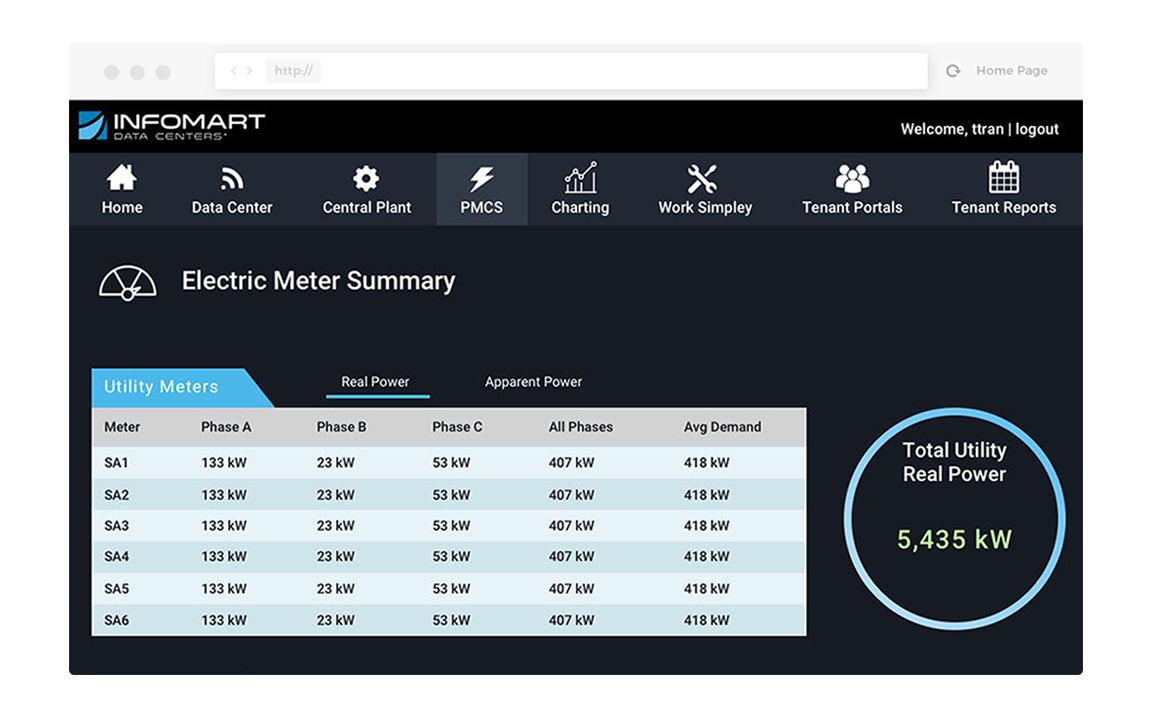 http://
Home Page
INFOMART
DATA CENTERS
Welcome, ttran | logout
Home Data Center Central Plant PMCS Charting Work Simpley Tenant Portals Tenant Reports
Electric Meter Summary
Utility Meters Real Power Apparent Power
Meter Phase A Phase B Phase C All Phases Avg Demand
SA1 133 kW 23 kW 53 kW 407 kW 418 kW
SA2 133 kW 23 kW 53 kW 407 kW 418 kW
SA3 133 kW 23 kW 53 kW 407 kW 418 kW
SA4 133 kW 23 kW 53 kW 407 kW 418 kW
SA5 133 kW 23 kW 53 kW 407 kW 418 kW
SA6 133 kW 23 kW 53 kW 407 kW 418 kW
Total Utility
Real Power
5,435 kW